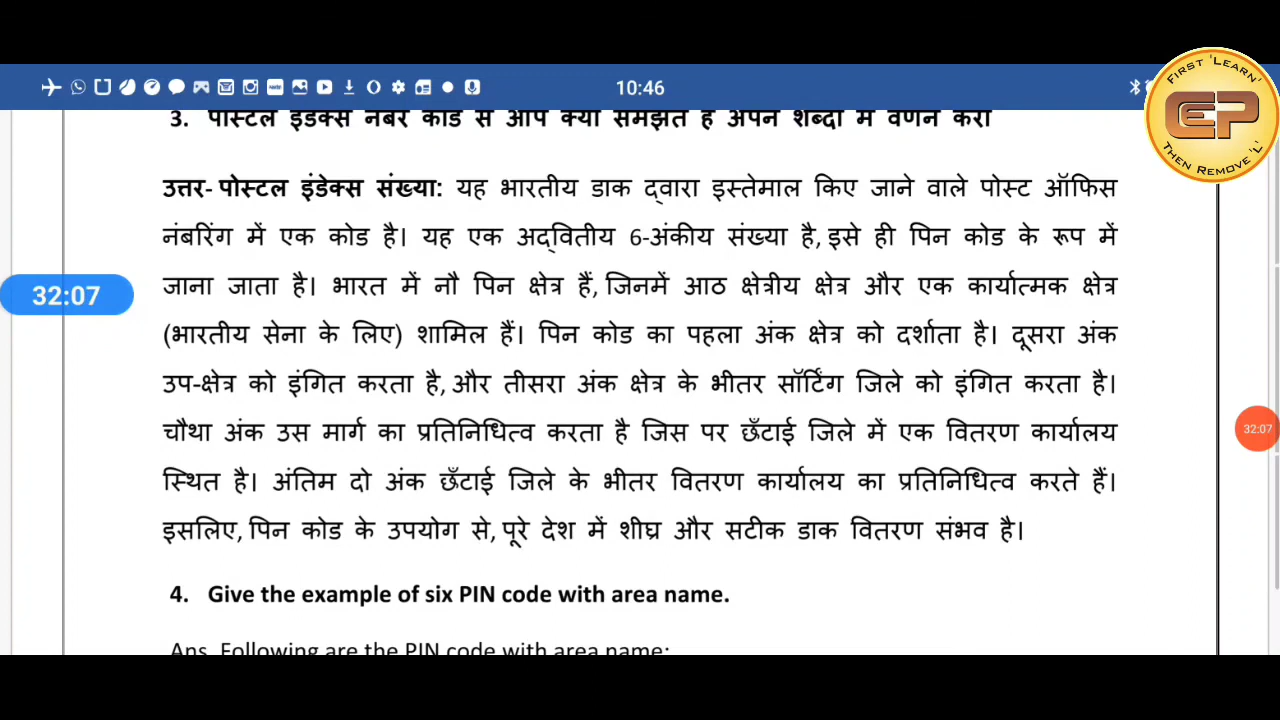 10:46
FIRST 'LEARN'
EP
THEN REMOVE 'L'
3. पोस्टल इंडेक्स नंबर कोड से आप क्या समझते हैं अपने शब्दों में वर्णन करो
उत्तर- पोस्टल इंडेक्स संख्या: यह भारतीय डाक द्वारा इस्तेमाल किए जाने वाले पोस्ट ऑफिस
नंबरिंग में एक कोड है। यह एक अद्वितीय 6-अंकीय संख्या है, इसे ही पिन कोड के रूप में
जाना जाता है। भारत में नौ पिन क्षेत्र हैं, जिनमें आठ क्षेत्रीय क्षेत्र और एक कार्यात्मक क्षेत्र
32:07
(भारतीय सेना के लिए) शामिल हैं। पिन कोड का पहला अंक क्षेत्र को दर्शाता है। दूसरा अंक
उप-क्षेत्र को इंगित करता है, और तीसरा अंक क्षेत्र के भीतर सॉर्टिंग जिले को इंगित करता है।
चौथा अंक उस मार्ग का प्रतिनिधित्व करता है जिस पर छँटाई जिले में एक वितरण कार्यालय
32:07
स्थित है। अंतिम दो अंक छँटाई जिले के भीतर वितरण कार्यालय का प्रतिनिधित्व करते हैं।
इसलिए, पिन कोड के उपयोग से, पूरे देश में शीघ्र और सटीक डाक वितरण संभव है।
4. Give the example of six PIN code with area name.
Ans. Following are the PIN code with area name: